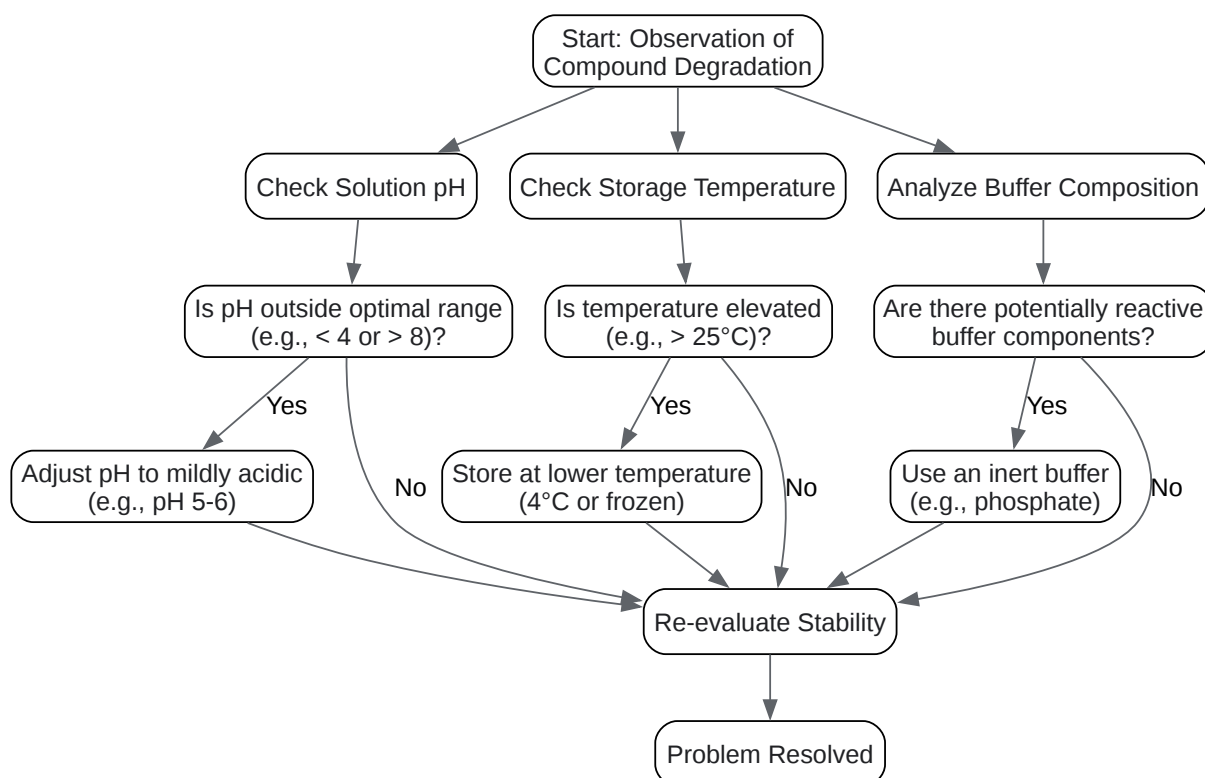 Start: Observation of
Compound Degradation
Check Solution pH
Check Storage Temperature
Analyze Buffer Composition
Is pH outside optimal range
(e.g., < 4 or > 8)?
Is temperature elevated
(e.g., > 25°C)?
Are there potentially reactive
buffer components?
Yes
Yes
Yes
Adjust pH to mildly acidic
(e.g., pH 5-6)
No
Store at lower temperature
(4°C or frozen)
No
Use an inert buffer
(e.g., phosphate)
No
Re-evaluate Stability
Problem Resolved